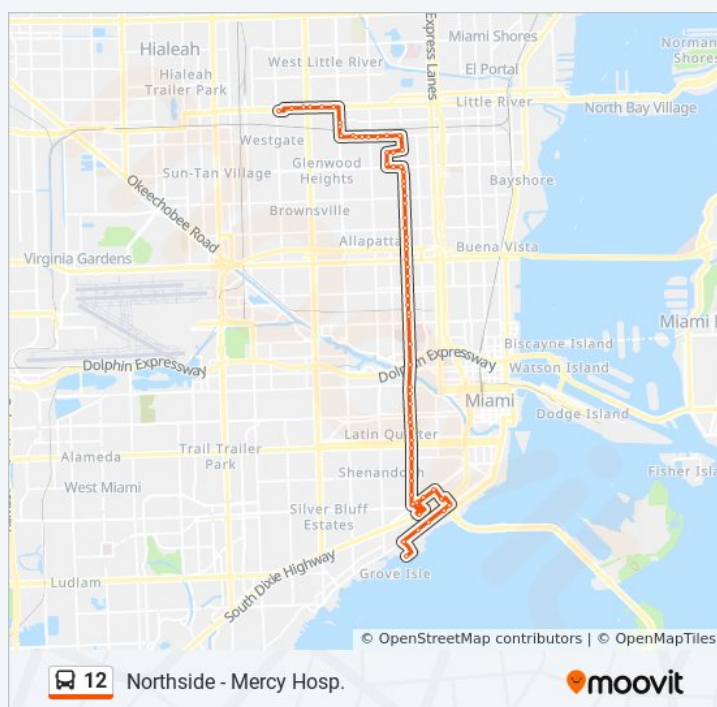 Hialeah
West Little River
Express Lanes
Miami Shores
Norman
Shores
El Portal
Hialeah
Trailer Park
Little River
North Bay Village
Westgate
Sun-Tan Village
Glenwood
Heights
Bayshore
Okeechobee Road
Brownsville
Allapatta
Buena Vista
Virginia Gardens
Miami
Biscayne Island
Watson Island
Dolphin Expressway
Dolphin Expressway
Miami
Dodge Island
Latin Qu rter
Alameda
Trail Trailer
Park
Shenando h
Fisher Isla
West Miami
Silver Bluff
Estates
South Dixie Highway
Ludlam
Grove Isle
© OpenStreetMap contributors | © OpenMapTiles
12 Northside - Mercy Hosp.
moovit